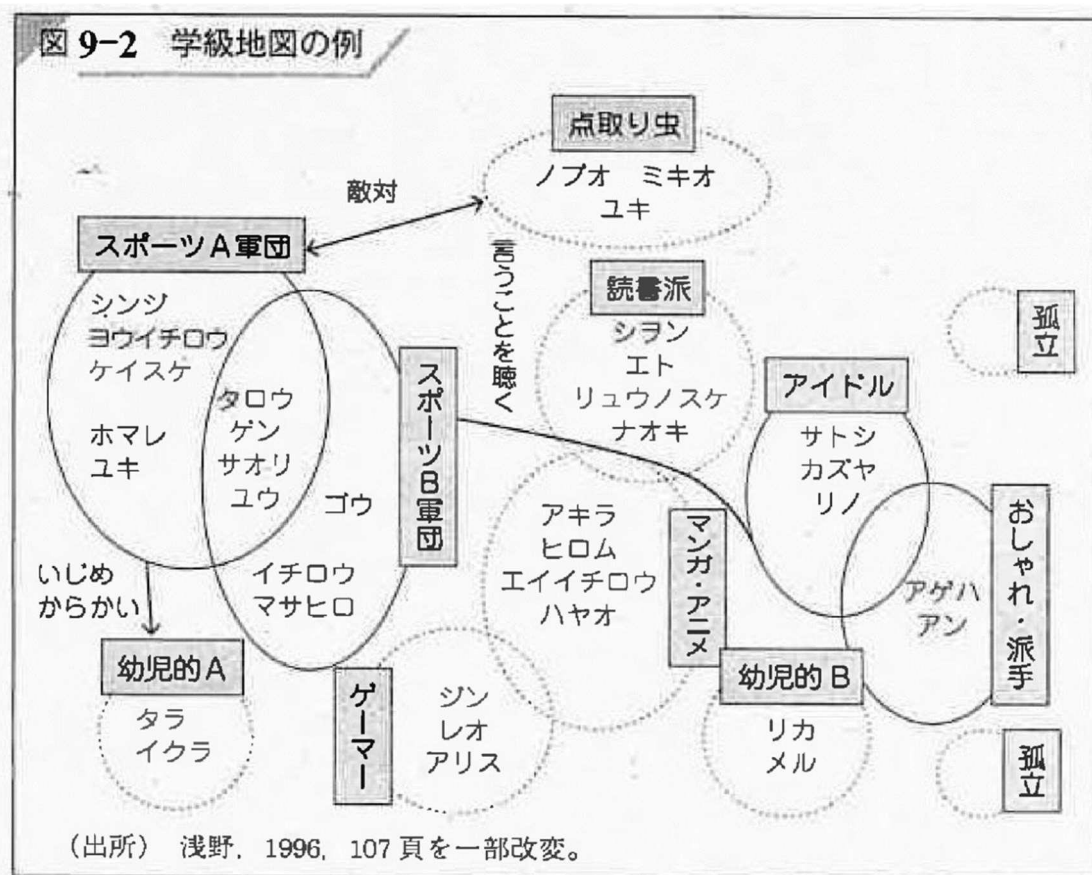 図 9-2 学級地図の例
点取り虫
ノブオ ミキオ
ユキ
敵対
スポーツA軍団
シンジ
ヨウイチロウ
ケイスケ
ホマレ
ユキ
タロウ
ゲン
サオリ
ユウ
スポーツB軍団
ゴウ
イチロウ
マサヒロ
言うことを聴く
読書派
シヲン
エト
リュウノスケ
ナオキ
孤立
アイドル
サトシ
カズヤ
リノ
おしゃれ・派手
アゲハ
アン
マンガ・アニメ
アキラ
ヒロム
エイイチロウ
ハヤオ
いじめ
からかい
幼児的A
タラ
イクラ
ゲーマー
ジン
レオ
アリス
幼児的B
リカ
メル
孤立
(出所) 浅野, 1996, 107頁を一部改変。